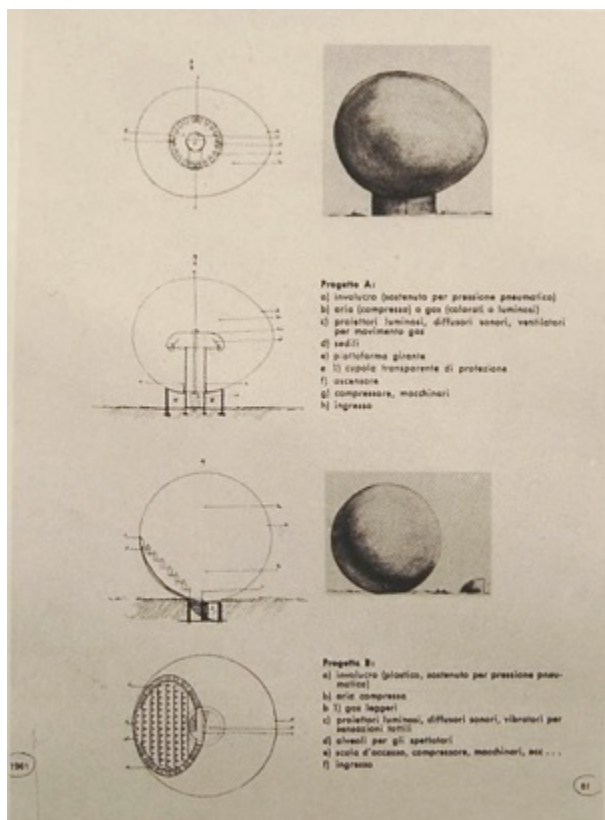 Progetto A:
a) involucro (sostenuto per pressione pneumatica)
b) aria (compressa) o gas (colorati o luminosi)
c) proiettori luminosi, diffusori sonori, ventilatori
per movimento gas
d) sedili
e) piattaforma girante
e 1) cupola transparente di protezione
f) ascensore
g) compressore, macchinari
h) ingresso
Progetto B:
a) involucro (plastico, sostenuto per pressione pneu-
matica)
b) aria compressa
b 1) gas leggeri
c) proiettori luminosi, diffusori sonori, vibratori per
sensazioni tattili
d) alveoli per gli spettatori
e) scala d'accesso, compressore, macchinari, ecc ...
f) ingresso
1961
61